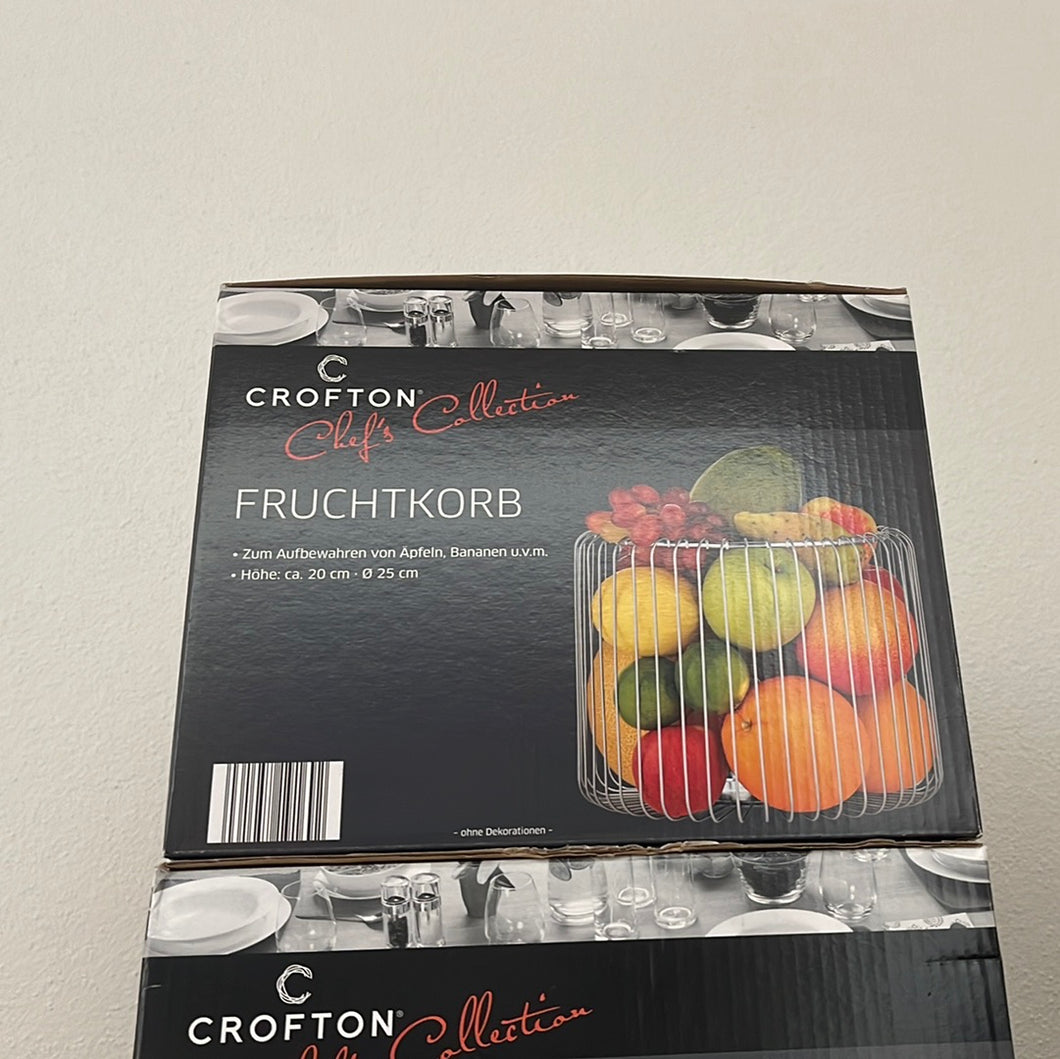 CROFTON®
Chef's Collection
FRUCHTKORB
• Zum Aufbewahren von Äpfeln, Bananen u.v.m.
• Höhe: ca. 20 cm · Ø 25 cm
- ohne Dekorationen -
CROFTON®
Collection